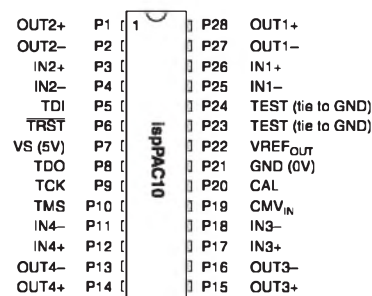 OUT2+ P1 1 P28 OUT1+
OUT2– P2 P27 OUT1–
IN2+ P3 P26 IN1+
IN2– P4 P25 IN1–
TDI P5 P24 TEST (tie to GND)
TRST P6 P23 TEST (tie to GND)
VS (5V) P7 P22 VREFOUT
TDO P8 P21 GND (0V)
TCK P9 P20 CAL
TMS P10 P19 CMVIN
IN4– P11 P18 IN3–
IN4+ P12 P17 IN3+
OUT4– P13 P16 OUT3–
OUT4+ P14 P15 OUT3+
ispPAC10